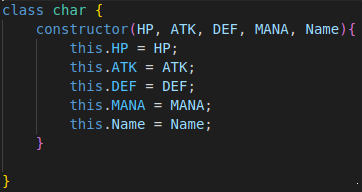 class char {
    constructor(HP, ATK, DEF, MANA, Name){
        this.HP = HP;
        this.ATK = ATK;
        this.DEF = DEF;
        this.MANA = MANA;
        this.Name = Name;
    }
}